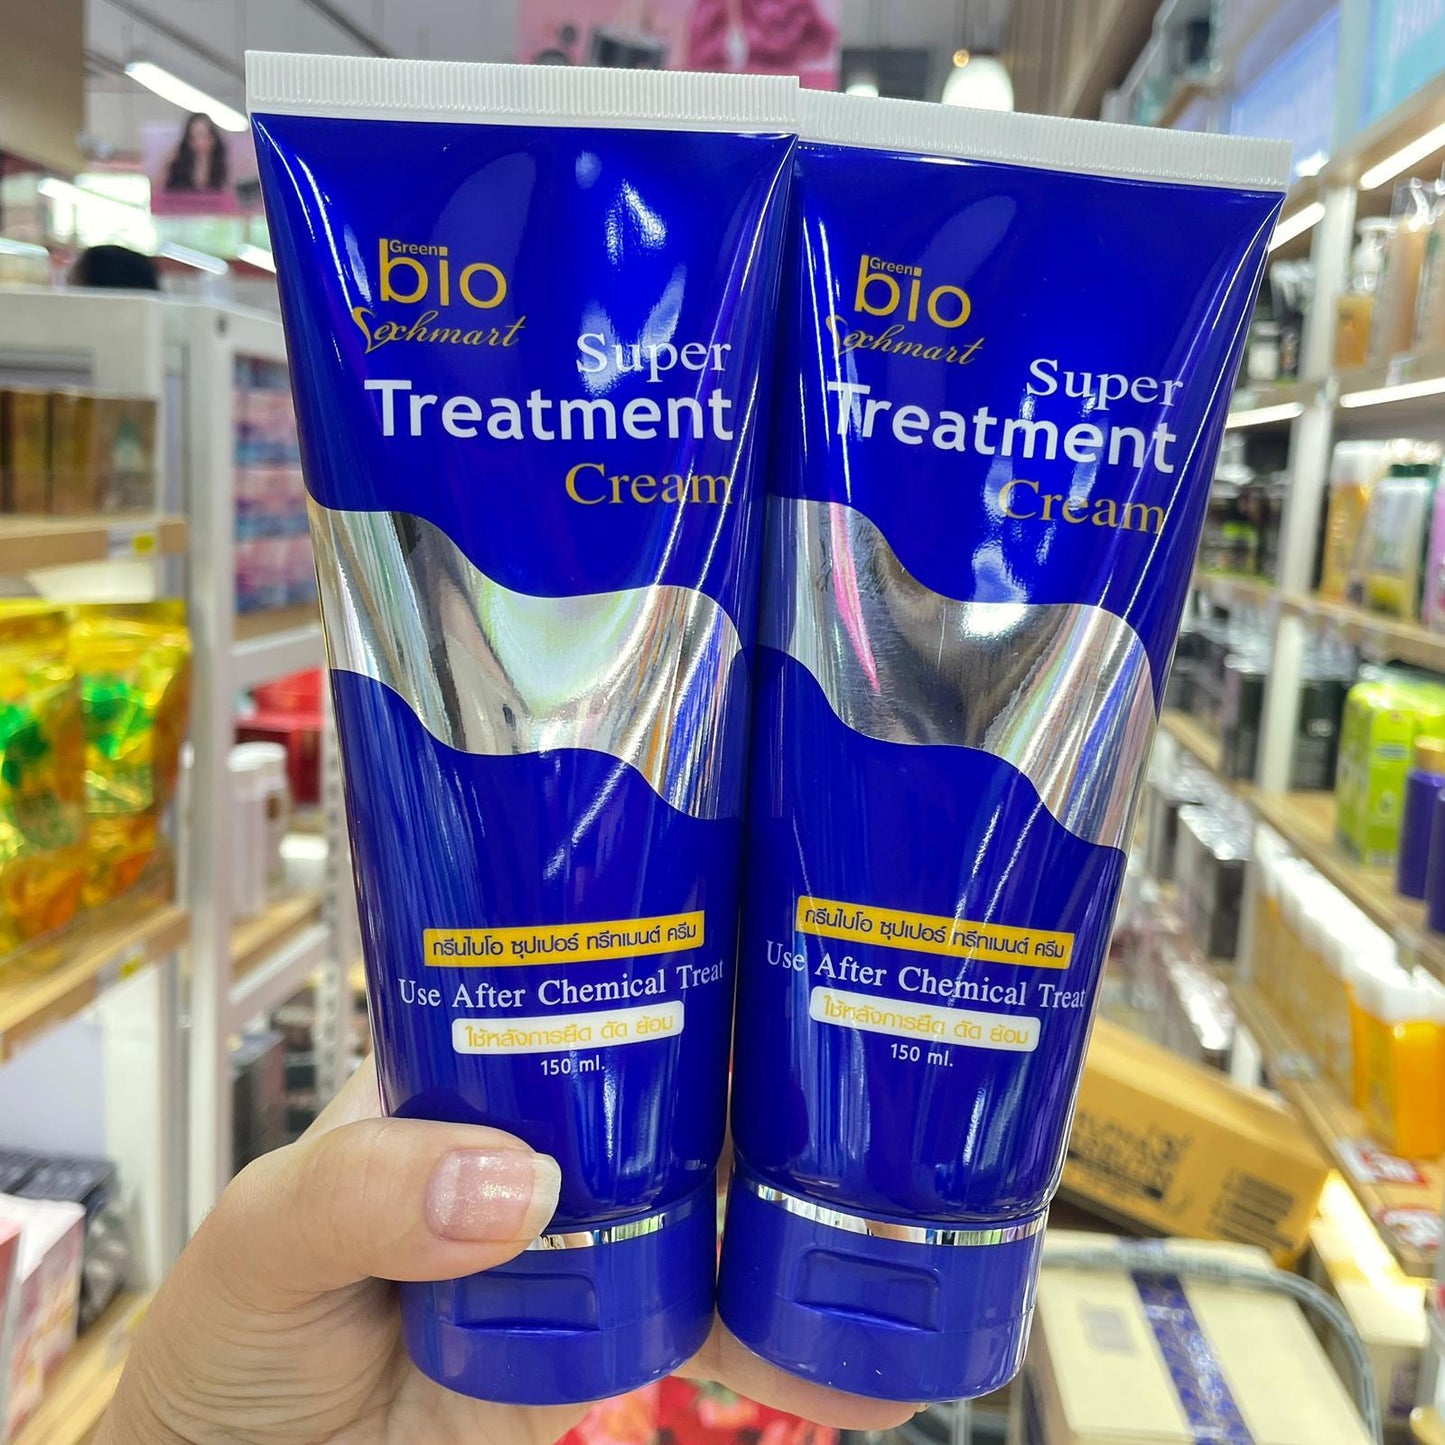 Green
bio
Lexhmart
Super
Treatment
Cream
กรีนไบโอ ซุปเปอร์ ทรีทเมนต์ ครีม
Use After Chemical Treat
ใช้หลังการยืด ดัด ย้อม
150 ml.
Green
bio
Lexhmart
Super
Treatment
Cream
กรีนไบโอ ซุปเปอร์ ทรีทเมนต์ ครีม
Use After Chemical Treat
ใช้หลังการยืด ดัด ย้อม
150 ml.